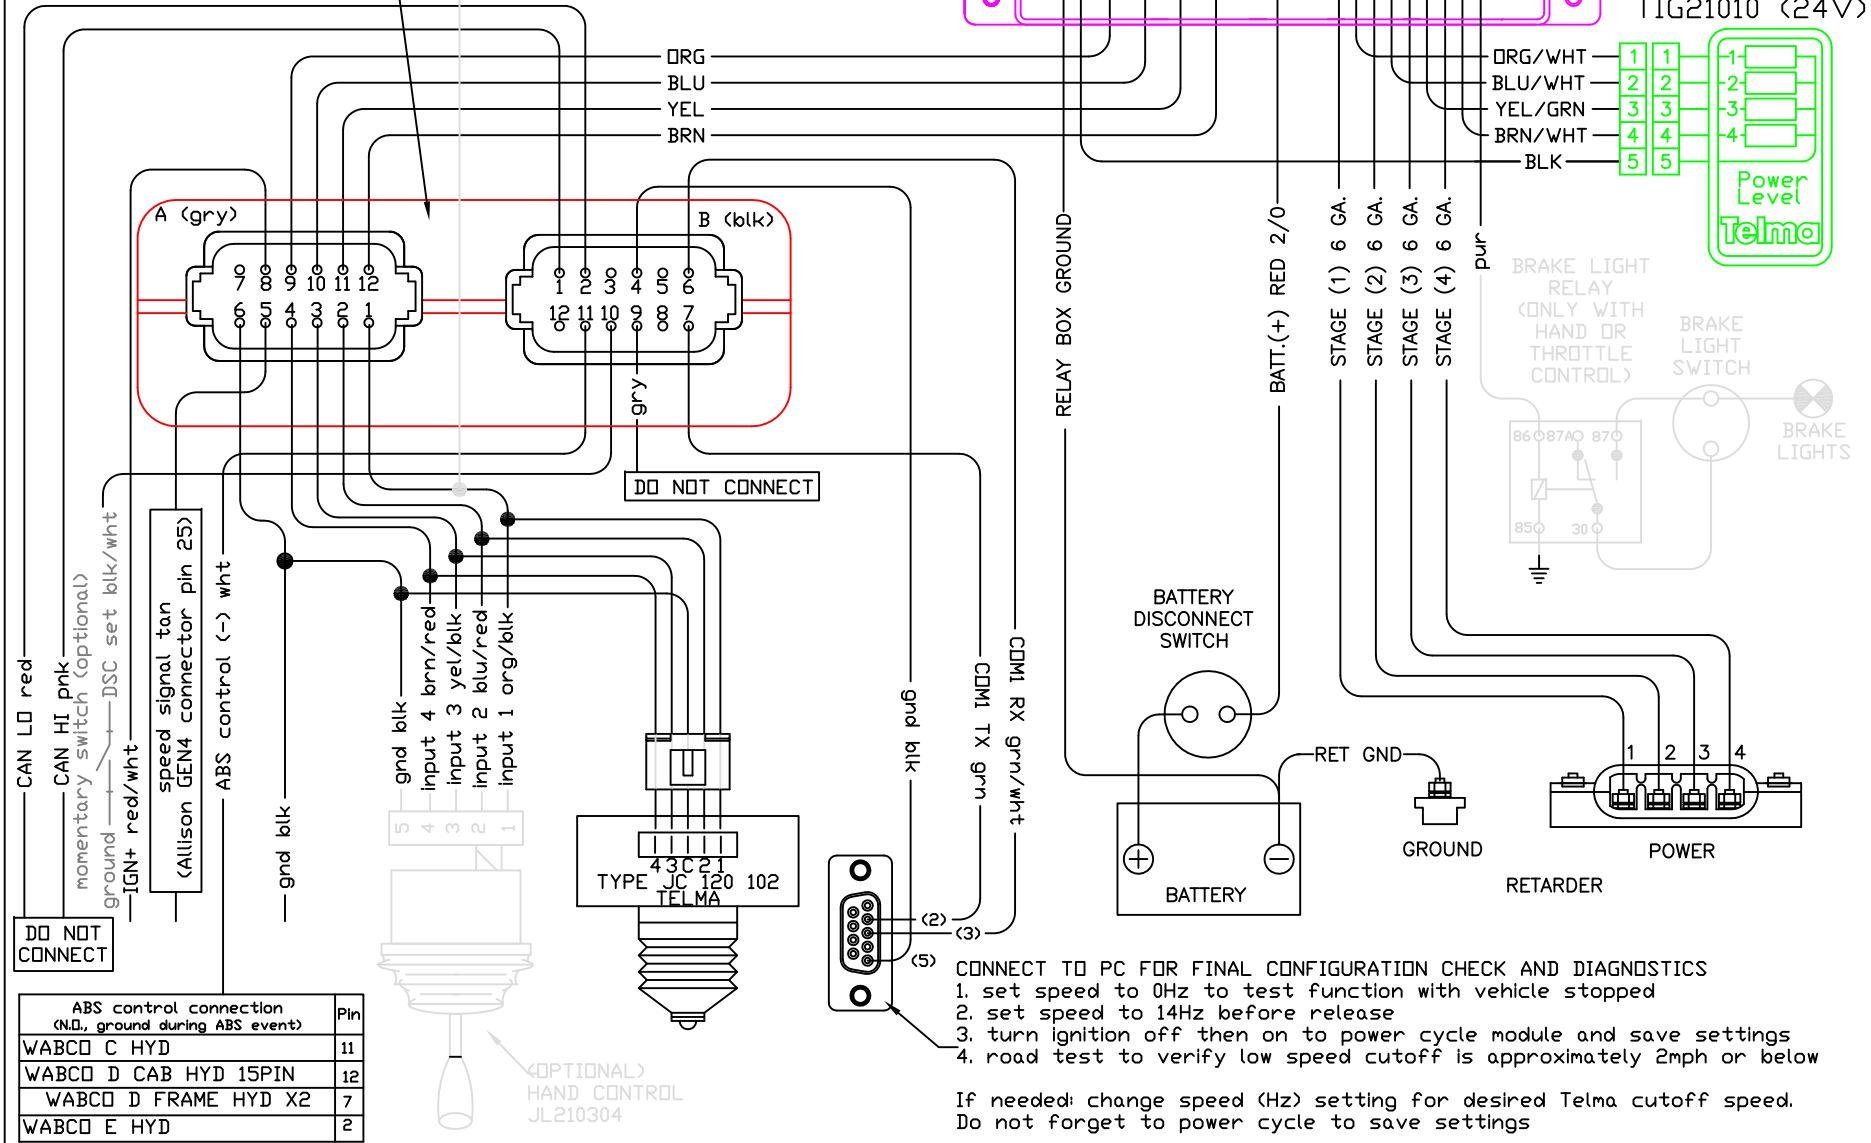 TIG21010 (24V)
ORG
BLU
YEL
BRN
ORG/WHT
BLU/WHT
YEL/GRN
BRN/WHT
BLK
1 1 1
2 2 2
3 3 3
4 4 4
5 5
Power
Level
Telma
A (gry)
B (blk)
7 8 9 10 11 12
6 5 4 3 2 1
1 2 3 4 5 6
12 11 10 9 8 7
gry
DO NOT CONNECT
RELAY BOX GROUND
BATT.(+) RED 2/0
STAGE (1) 6 GA.
STAGE (2) 6 GA.
STAGE (3) 6 GA.
STAGE (4) 6 GA.
pur
BRAKE LIGHT
RELAY
(ONLY WITH
HAND OR
THROTTLE
CONTROL)
BRAKE
LIGHT
SWITCH
BRAKE
LIGHTS
86 87A 87
85 30
CAN LO red
CAN HI pnk
momentary switch (optional)
ground
DSC set blk/wht
IGN+ red/wht
speed signal tan
(Allison GEN4 connector pin 25)
ABS control (-) wht
gnd blk
gnd blk
input 4 brn/red
input 3 yel/blk
input 2 blu/red
input 1 org/blk
gnd blk
COM1 TX grn
COM1 RX grn/wht
5 4 3 2 1
4 3 C 2 1
TYPE JC 120 102
TELMA
(2)
(3)
(5)
BATTERY
DISCONNECT
SWITCH
RET GND
BATTERY
GROUND
1 2 3 4
POWER
RETARDER
DO NOT
CONNECT
ABS control connection
(N.O., ground during ABS event)
Pin
WABCO C HYD 11
WABCO D CAB HYD 15PIN 12
WABCO D FRAME HYD X2 7
WABCO E HYD 2
(OPTIONAL)
HAND CONTROL
JL210304
CONNECT TO PC FOR FINAL CONFIGURATION CHECK AND DIAGNOSTICS
1. set speed to 0Hz to test function with vehicle stopped
2. set speed to 14Hz before release
3. turn ignition off then on to power cycle module and save settings
4. road test to verify low speed cutoff is approximately 2mph or below
If needed: change speed (Hz) setting for desired Telma cutoff speed.
Do not forget to power cycle to save settings